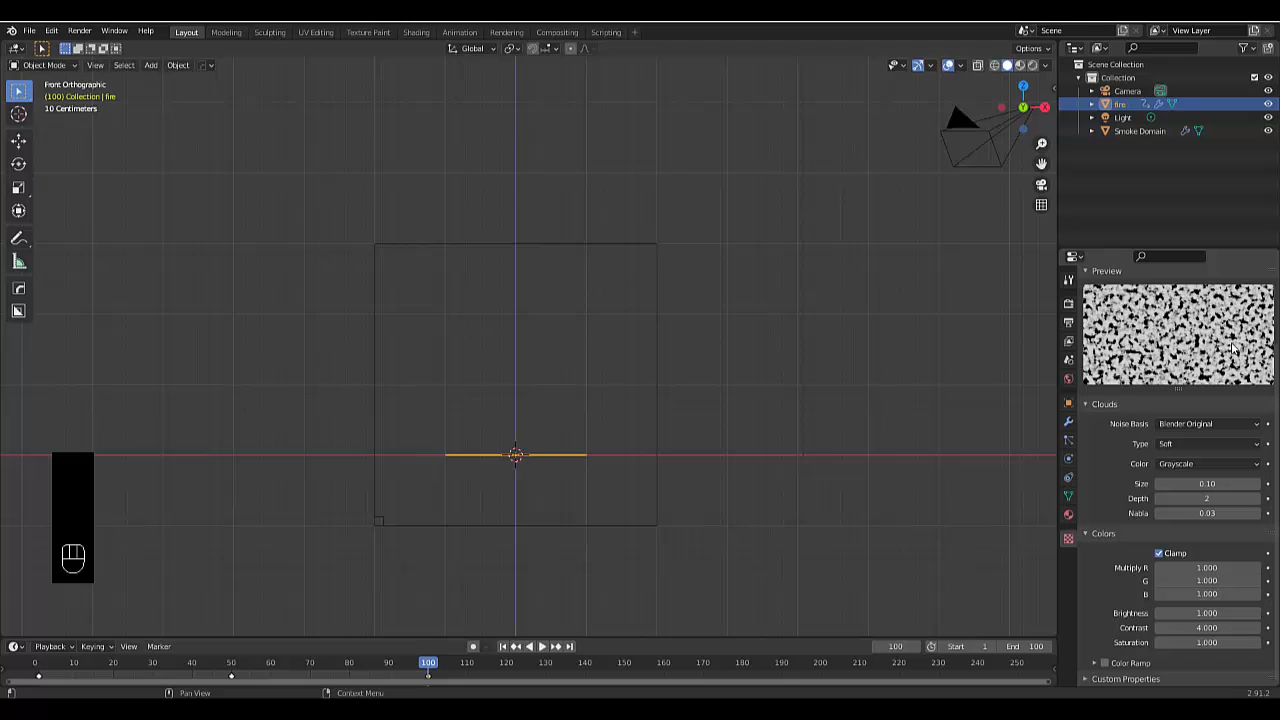 File Edit Render Window Help Layout Modeling Sculpting UV Editing Texture Paint Shading Animation Rendering Compositing Scripting + Scene View Layer
Global Options
Object Mode View Select Add Object
Front Orthographic
(100) Collection | fire
10 Centimeters
Scene Collection
Collection
Camera
fire
Light
Smoke Domain
Preview
Clouds
Noise Basis Blender Original
Type Soft
Color Grayscale
Size 0.10
Depth 2
Nabla 0.03
Colors
Clamp
Multiply R 1.000
G 1.000
B 1.000
Brightness 1.000
Contrast 4.000
Saturation 1.000
Color Ramp
Custom Properties
Playback Keying View Marker 100 Start 1 End 100
0 10 20 30 40 50 60 70 80 90 100 110 120 130 140 150 160 170 180 190 200 210 220 230 240 250
Pan View Context Menu 2.91.2